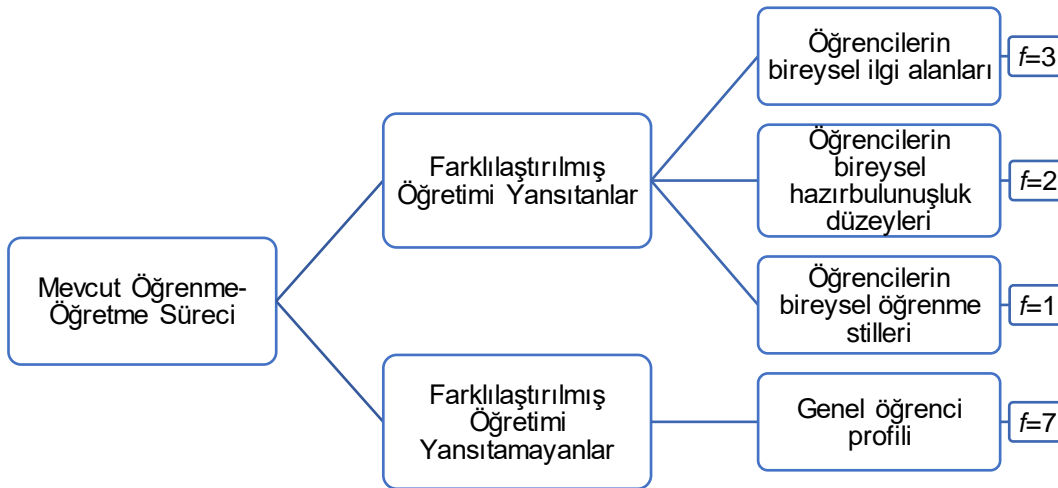 Mevcut Öğrenme-
Öğretme Süreci
Farklılaştırılmış
Öğretimi Yansıtanlar
Öğrencilerin
bireysel ilgi alanları
f=3
Öğrencilerin
bireysel
hazırbulunuşluk
düzeyleri
f=2
Öğrencilerin
bireysel öğrenme
stilleri
f=1
Farklılaştırılmış
Öğretimi
Yansıtamayanlar
Genel öğrenci
profili
f=7